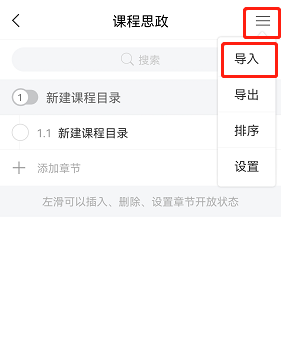 课程思政
搜索
导入
1 新建课程目录
导出
1.1 新建课程目录
排序
添加章节
设置
左滑可以插入、删除、设置章节开放状态